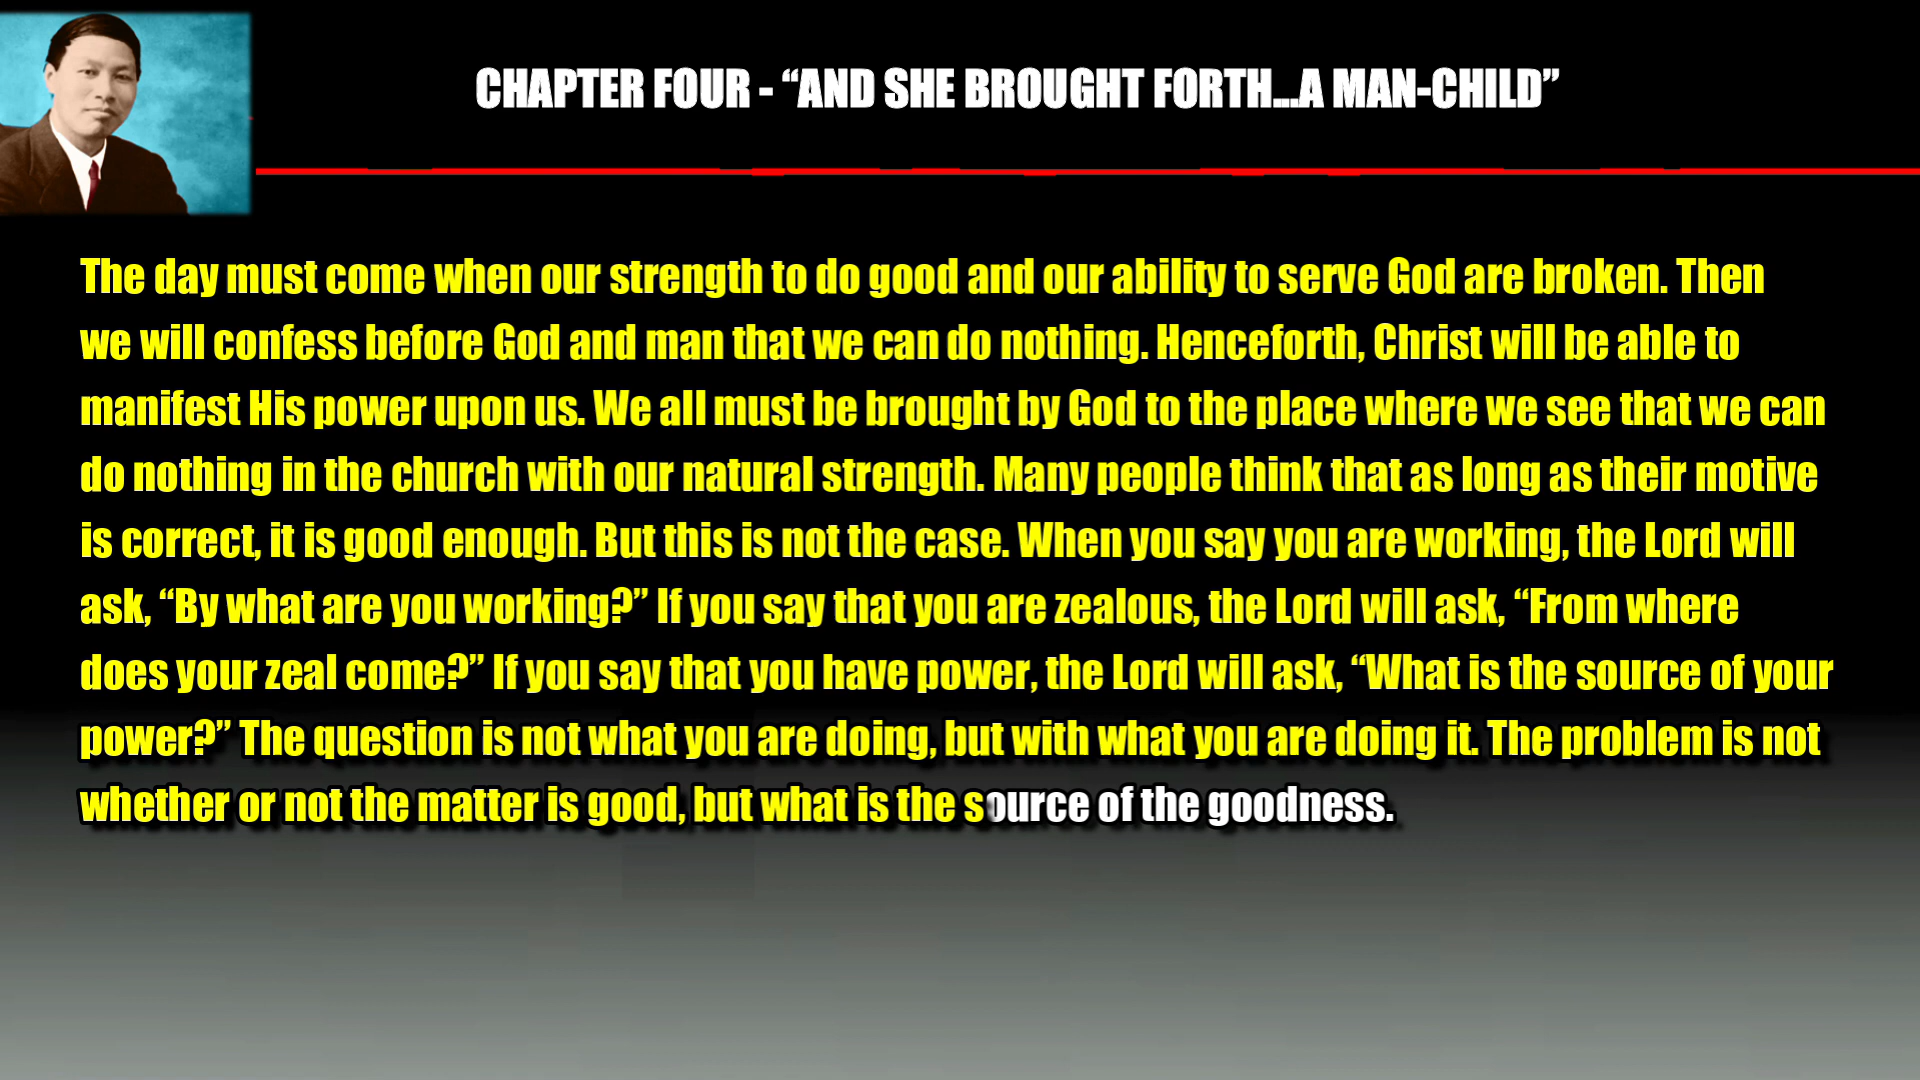 CHAPTER FOUR - “AND SHE BROUGHT FORTH...A MAN-CHILD”
The day must come when our strength to do good and our ability to serve God are broken. Then
we will confess before God and man that we can do nothing. Henceforth, Christ will be able to
manifest His power upon us. We all must be brought by God to the place where we see that we can
do nothing in the church with our natural strength. Many people think that as long as their motive
is correct, it is good enough. But this is not the case. When you say you are working, the Lord will
ask, “By what are you working?” If you say that you are zealous, the Lord will ask, “From where
does your zeal come?” If you say that you have power, the Lord will ask, “What is the source of your
power?” The question is not what you are doing, but with what you are doing it. The problem is not
whether or not the matter is good, but what is the source of the goodness.